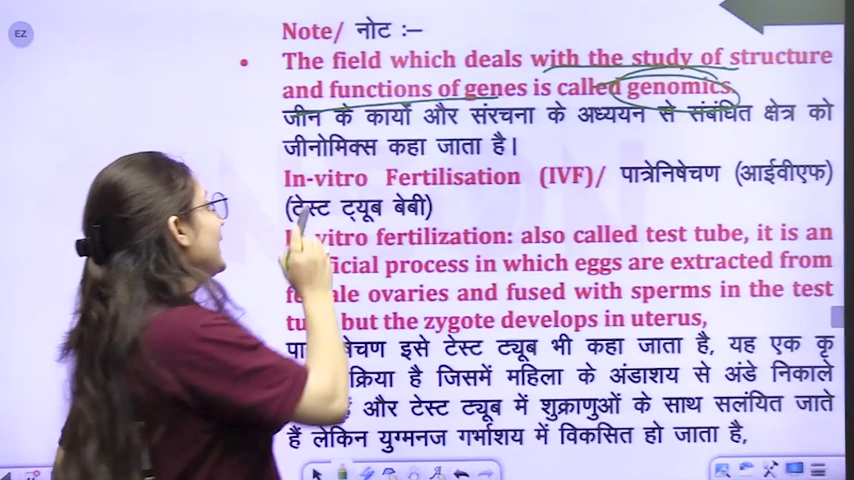 EZ
Note/ नोट :–
• The field which deals with the study of structure
and functions of genes is called genomics.
जीन के कार्यों और संरचना के अध्ययन से संबंधित क्षेत्र को
जीनोमिक्स कहा जाता है।
In-vitro Fertilisation (IVF)/ पात्रेनिषेचण (आईवीएफ)
(टेस्ट ट्यूब बेबी)
vitro fertilization: also called test tube, it is an
process in which eggs are extracted from
ovaries and fused with sperms in the test
but the zygote develops in uterus,
इसे टेस्ट ट्यूब भी कहा जाता है, यह एक कृ
है जिसमें महिला के अंडाशय से अंडे निकाले
और टेस्ट ट्यूब में शुक्राणुओं के साथ सलंयित जाते
हैं लेकिन युग्मनज गर्भाशय में विकसित हो जाता है,